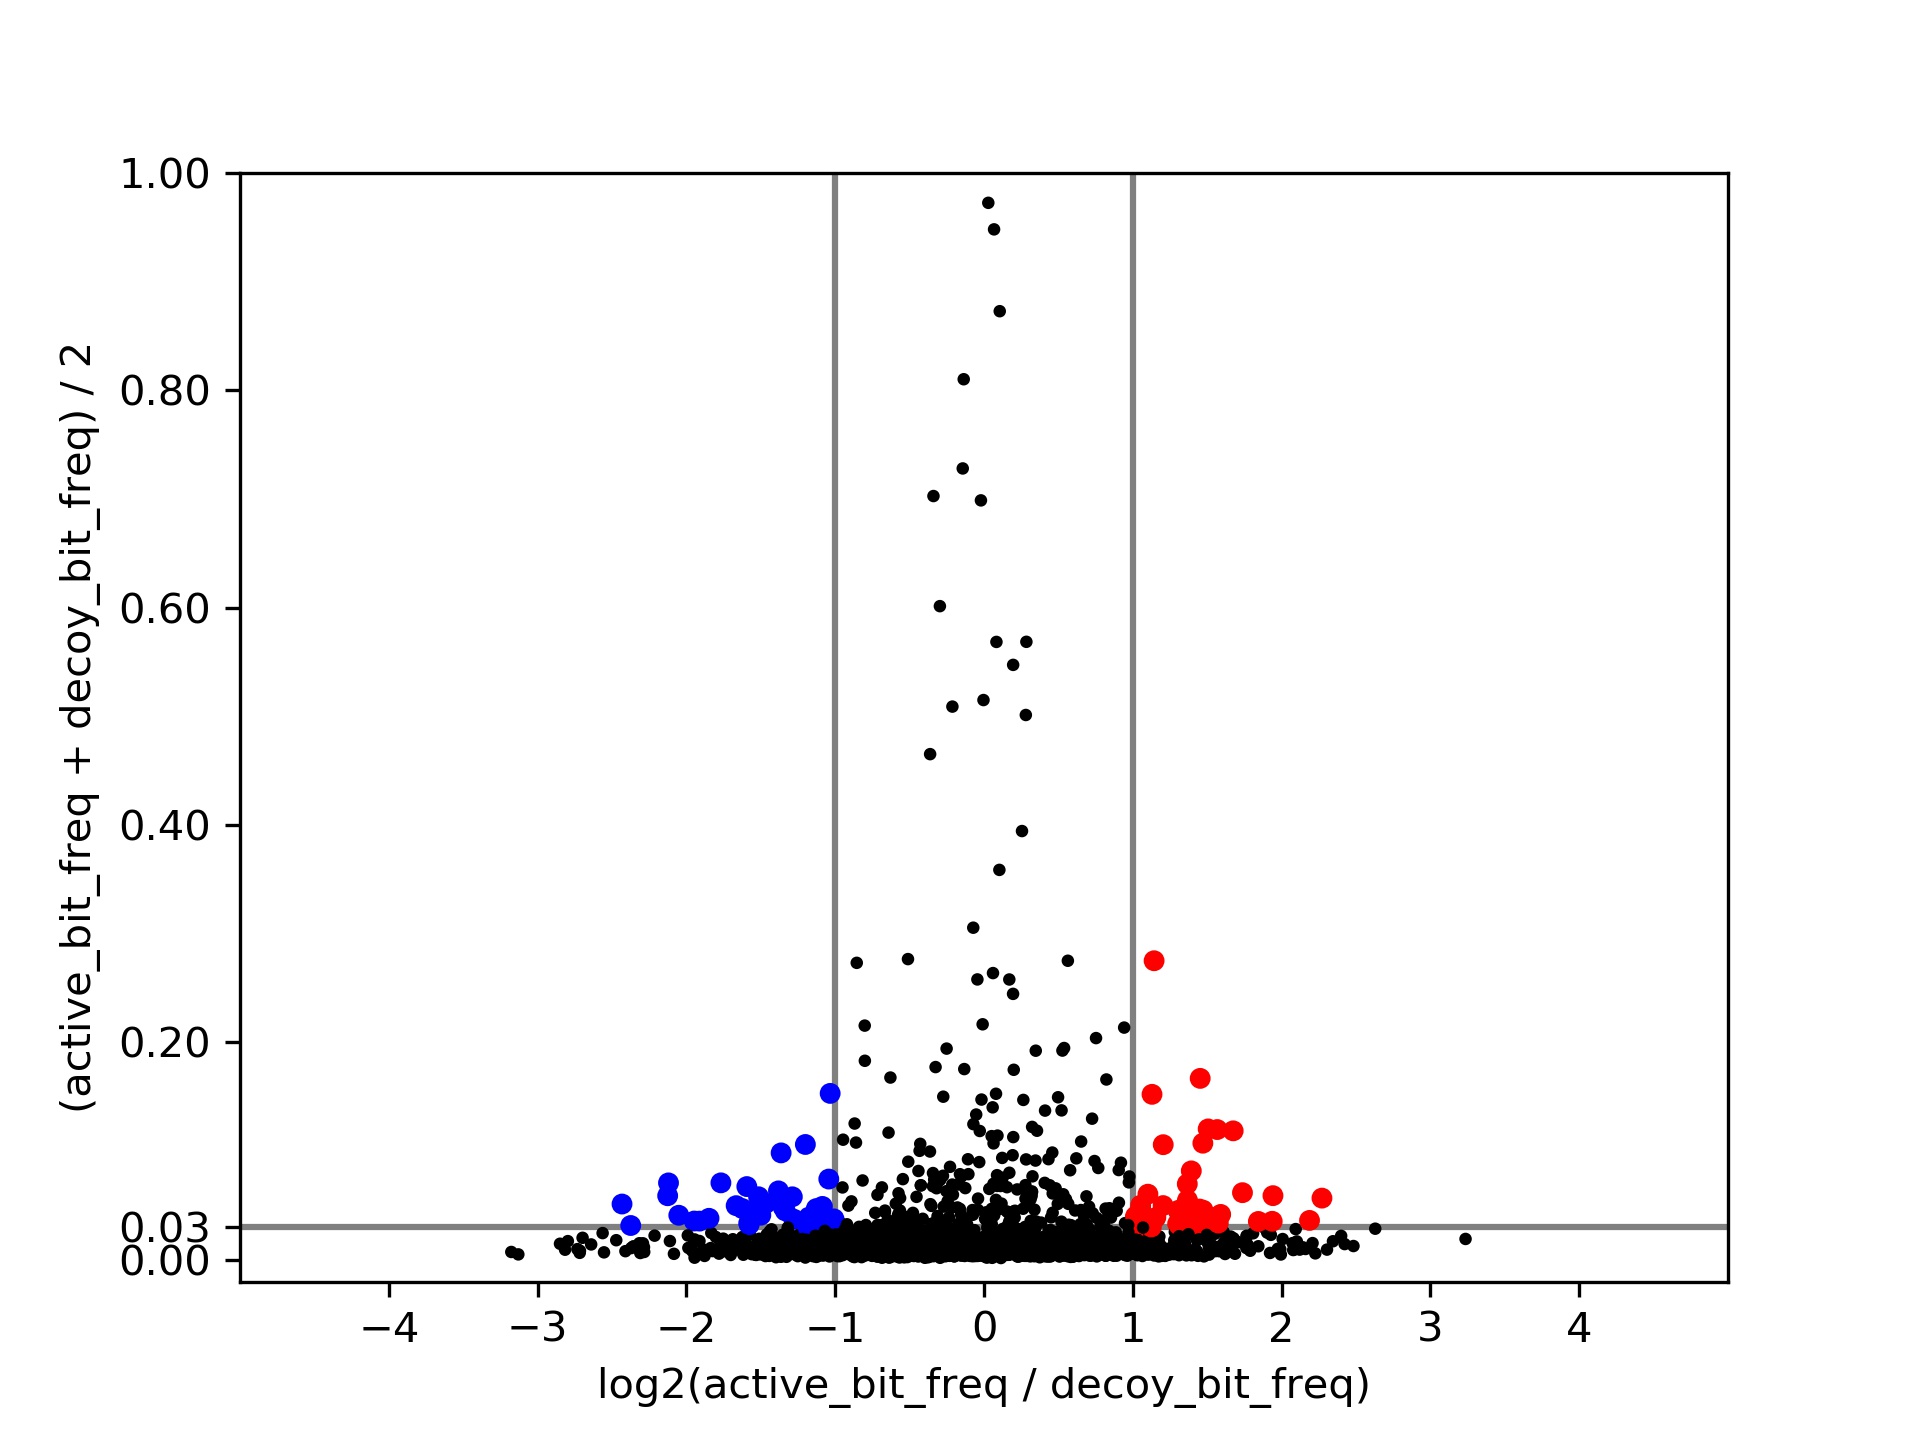 1.00
0.80
0.60
0.40
0.20
0.03
0.00
(active_bit_freq + decoy_bit_freq) / 2
−4 −3 −2 −1 0 1 2 3 4
log2(active_bit_freq / decoy_bit_freq)